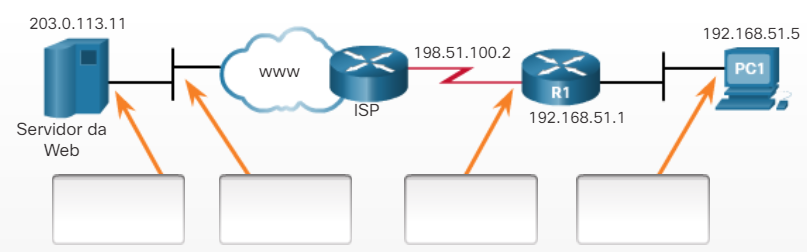 203.0.113.11
192.168.51.5
www
198.51.100.2
PC1
R1
ISP
192.168.51.1
Servidor da
Web